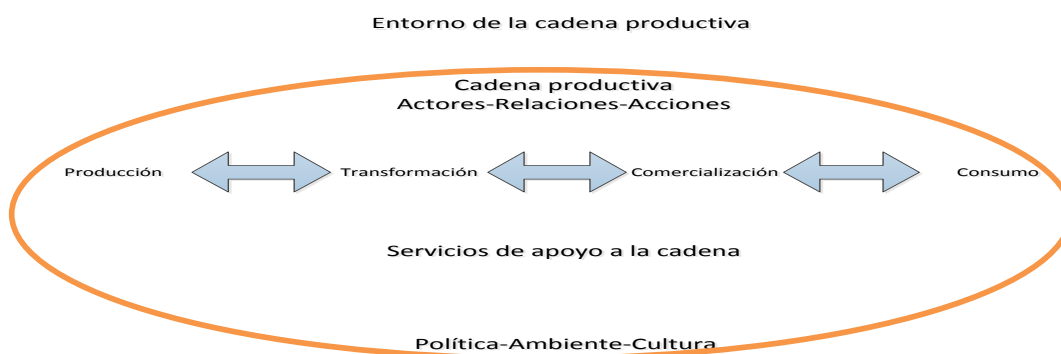 Entorno de la cadena productiva
Cadena productiva
Actores-Relaciones-Acciones
Producción
Transformación
Comercialización
Consumo
Servicios de apoyo a la cadena
Política-Ambiente-Cultura